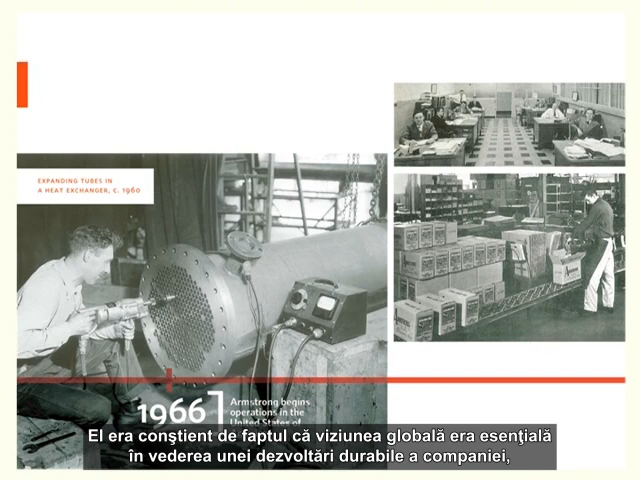 EXPANDING TUBES IN
A HEAT EXCHANGER, C. 1960
1966
Armstrong begins
operations in the
United States of
El era conştient de faptul că viziunea globală era esenţială
în vederea unei dezvoltări durabile a companiei,